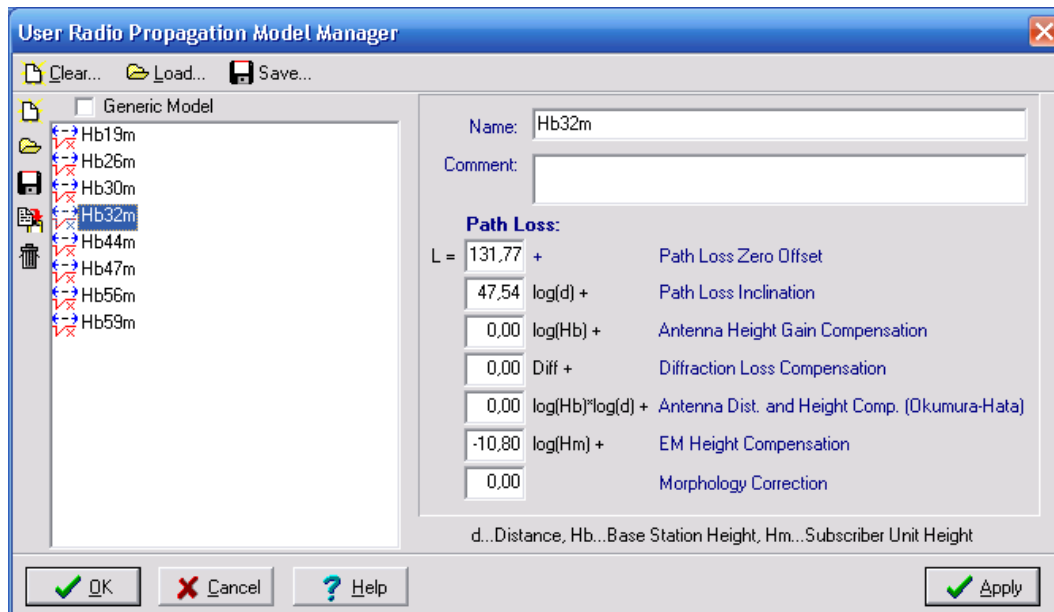 User Radio Propagation Model Manager
Clear... Load... Save...
Generic Model
Hb19m
Hb26m
Hb30m
Hb32m
Hb44m
Hb47m
Hb56m
Hb59m
Name: Hb32m
Comment:
Path Loss:
L = 131,77 + Path Loss Zero Offset
47,54 log(d) + Path Loss Inclination
0,00 log(Hb) + Antenna Height Gain Compensation
0,00 Diff + Diffraction Loss Compensation
0,00 log(Hb)*log(d) + Antenna Dist. and Height Comp. (Okumura-Hata)
-10,80 log(Hm) + EM Height Compensation
0,00 Morphology Correction
d...Distance, Hb...Base Station Height, Hm...Subscriber Unit Height
OK Cancel Help Apply